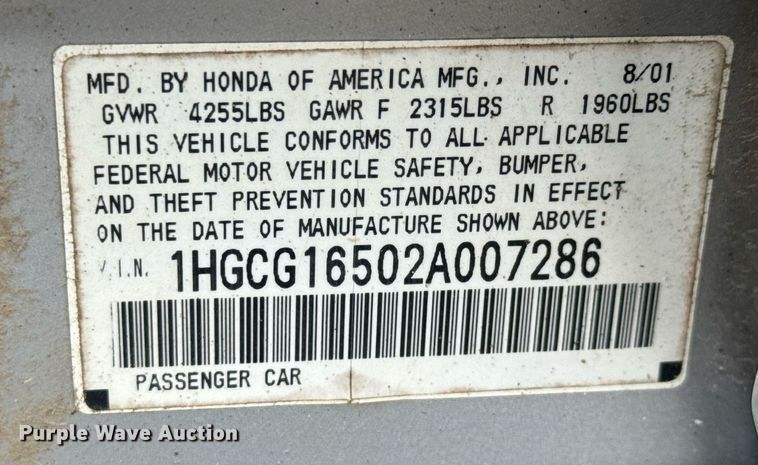 MFD. BY HONDA OF AMERICA MFG., INC. 8/01
GVWR 4255LBS GAWR F 2315LBS R 1960LBS
THIS VEHICLE CONFORMS TO ALL APPLICABLE
FEDERAL MOTOR VEHICLE SAFETY, BUMPER,
AND THEFT PREVENTION STANDARDS IN EFFECT
ON THE DATE OF MANUFACTURE SHOWN ABOVE:
V.I.N. 1HGCG16502A007286
PASSENGER CAR
Purple Wave Auction